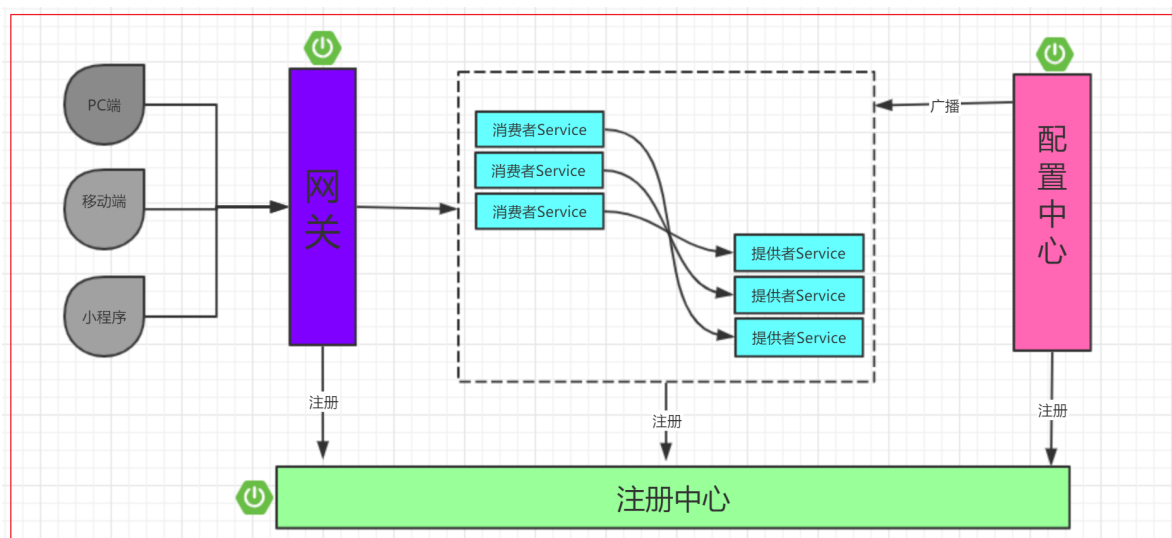 PC端
移动端
小程序
网
关
消费者Service
消费者Service
消费者Service
提供者Service
提供者Service
提供者Service
广播
配
置
中
心
注册
注册
注册
注册中心